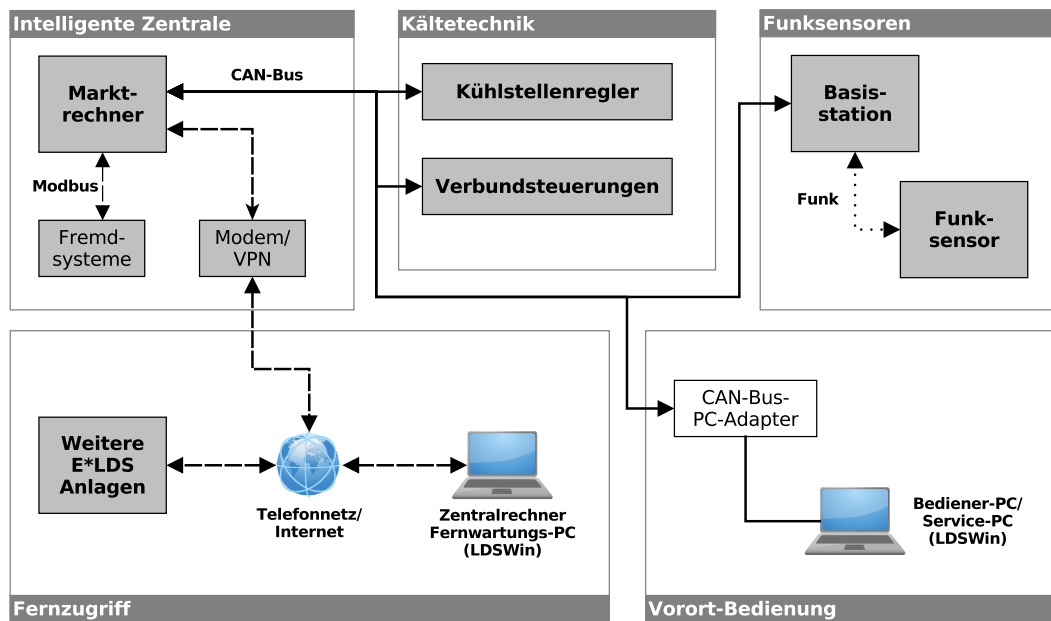 Intelligente Zentrale
Markt-
rechner
CAN-Bus
Modbus
Fremd-
systeme
Modem/
VPN
Kältetechnik
Kühlstellenregler
Verbundsteuerungen
Funksensoren
Basis-
station
Funk
Funk-
sensor
Weitere
E*LDS
Anlagen
Telefonnetz/
Internet
Zentralrechner
Fernwartungs-PC
(LDSWin)
Fernzugriff
CAN-Bus-
PC-Adapter
Bediener-PC/
Service-PC
(LDSWin)
Vorort-Bedienung